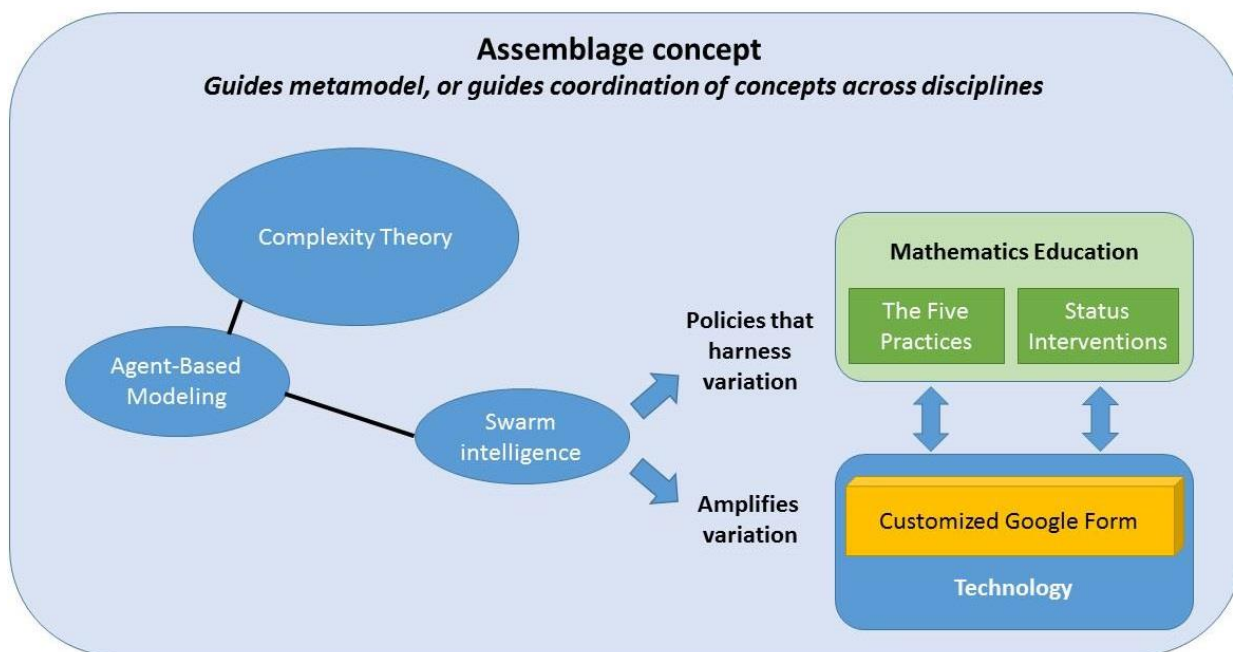 Assemblage concept
Guides metamodel, or guides coordination of concepts across disciplines
Complexity Theory
Agent-Based
Modeling
Swarm
intelligence
Policies that
harness
variation
Amplifies
variation
Mathematics Education
The Five
Practices
Status
Interventions
Customized Google Form
Technology